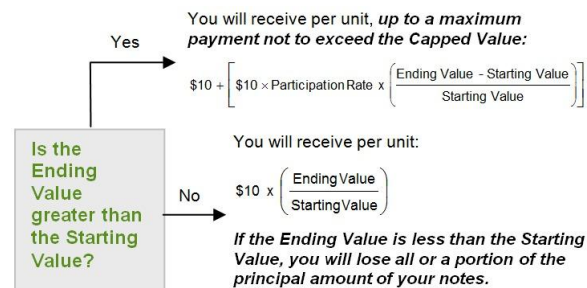 You will receive per unit, up to a maximum
payment not to exceed the Capped Value:
Yes
$10 + [$10 × Participation Rate x (Ending Value - Starting Value / Starting Value)]
Is the
Ending
Value
greater than
the Starting
Value?
No
You will receive per unit:
$10 x (Ending Value / Starting Value)
If the Ending Value is less than the Starting
Value, you will lose all or a portion of the
principal amount of your notes.